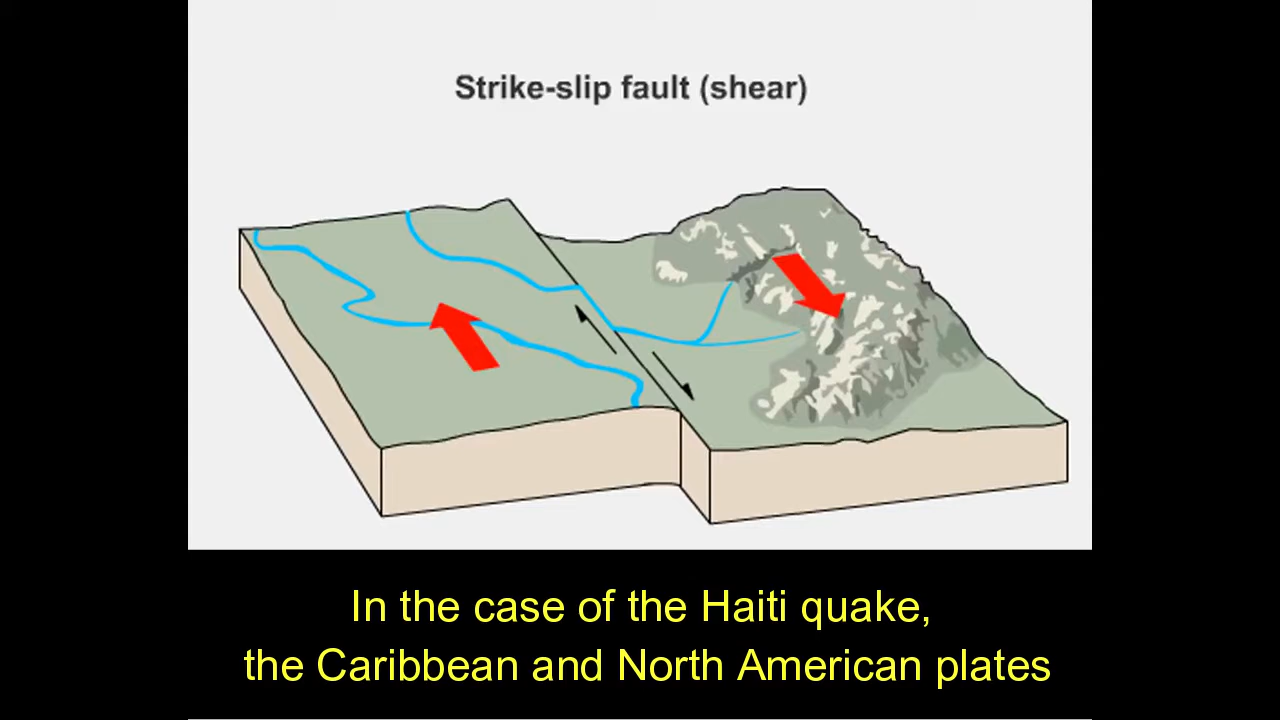 Strike-slip fault (shear)
In the case of the Haiti quake,
the Caribbean and North American plates